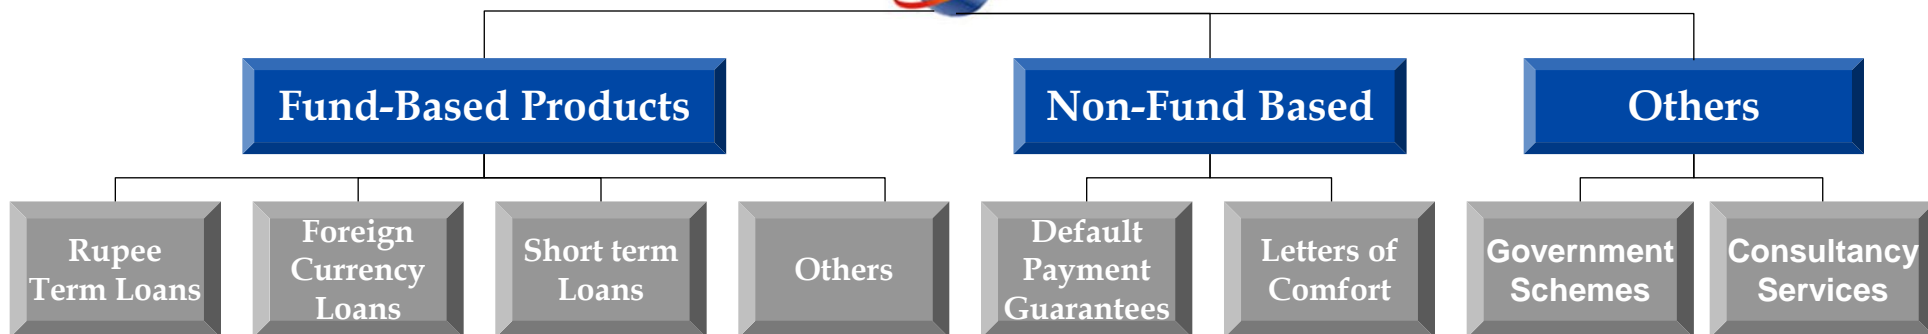 Fund-Based Products
Non-Fund Based
Others
Rupee
Term Loans
Foreign
Currency
Loans
Short term
Loans
Others
Default
Payment
Guarantees
Letters of
Comfort
Government
Schemes
Consultancy
Services